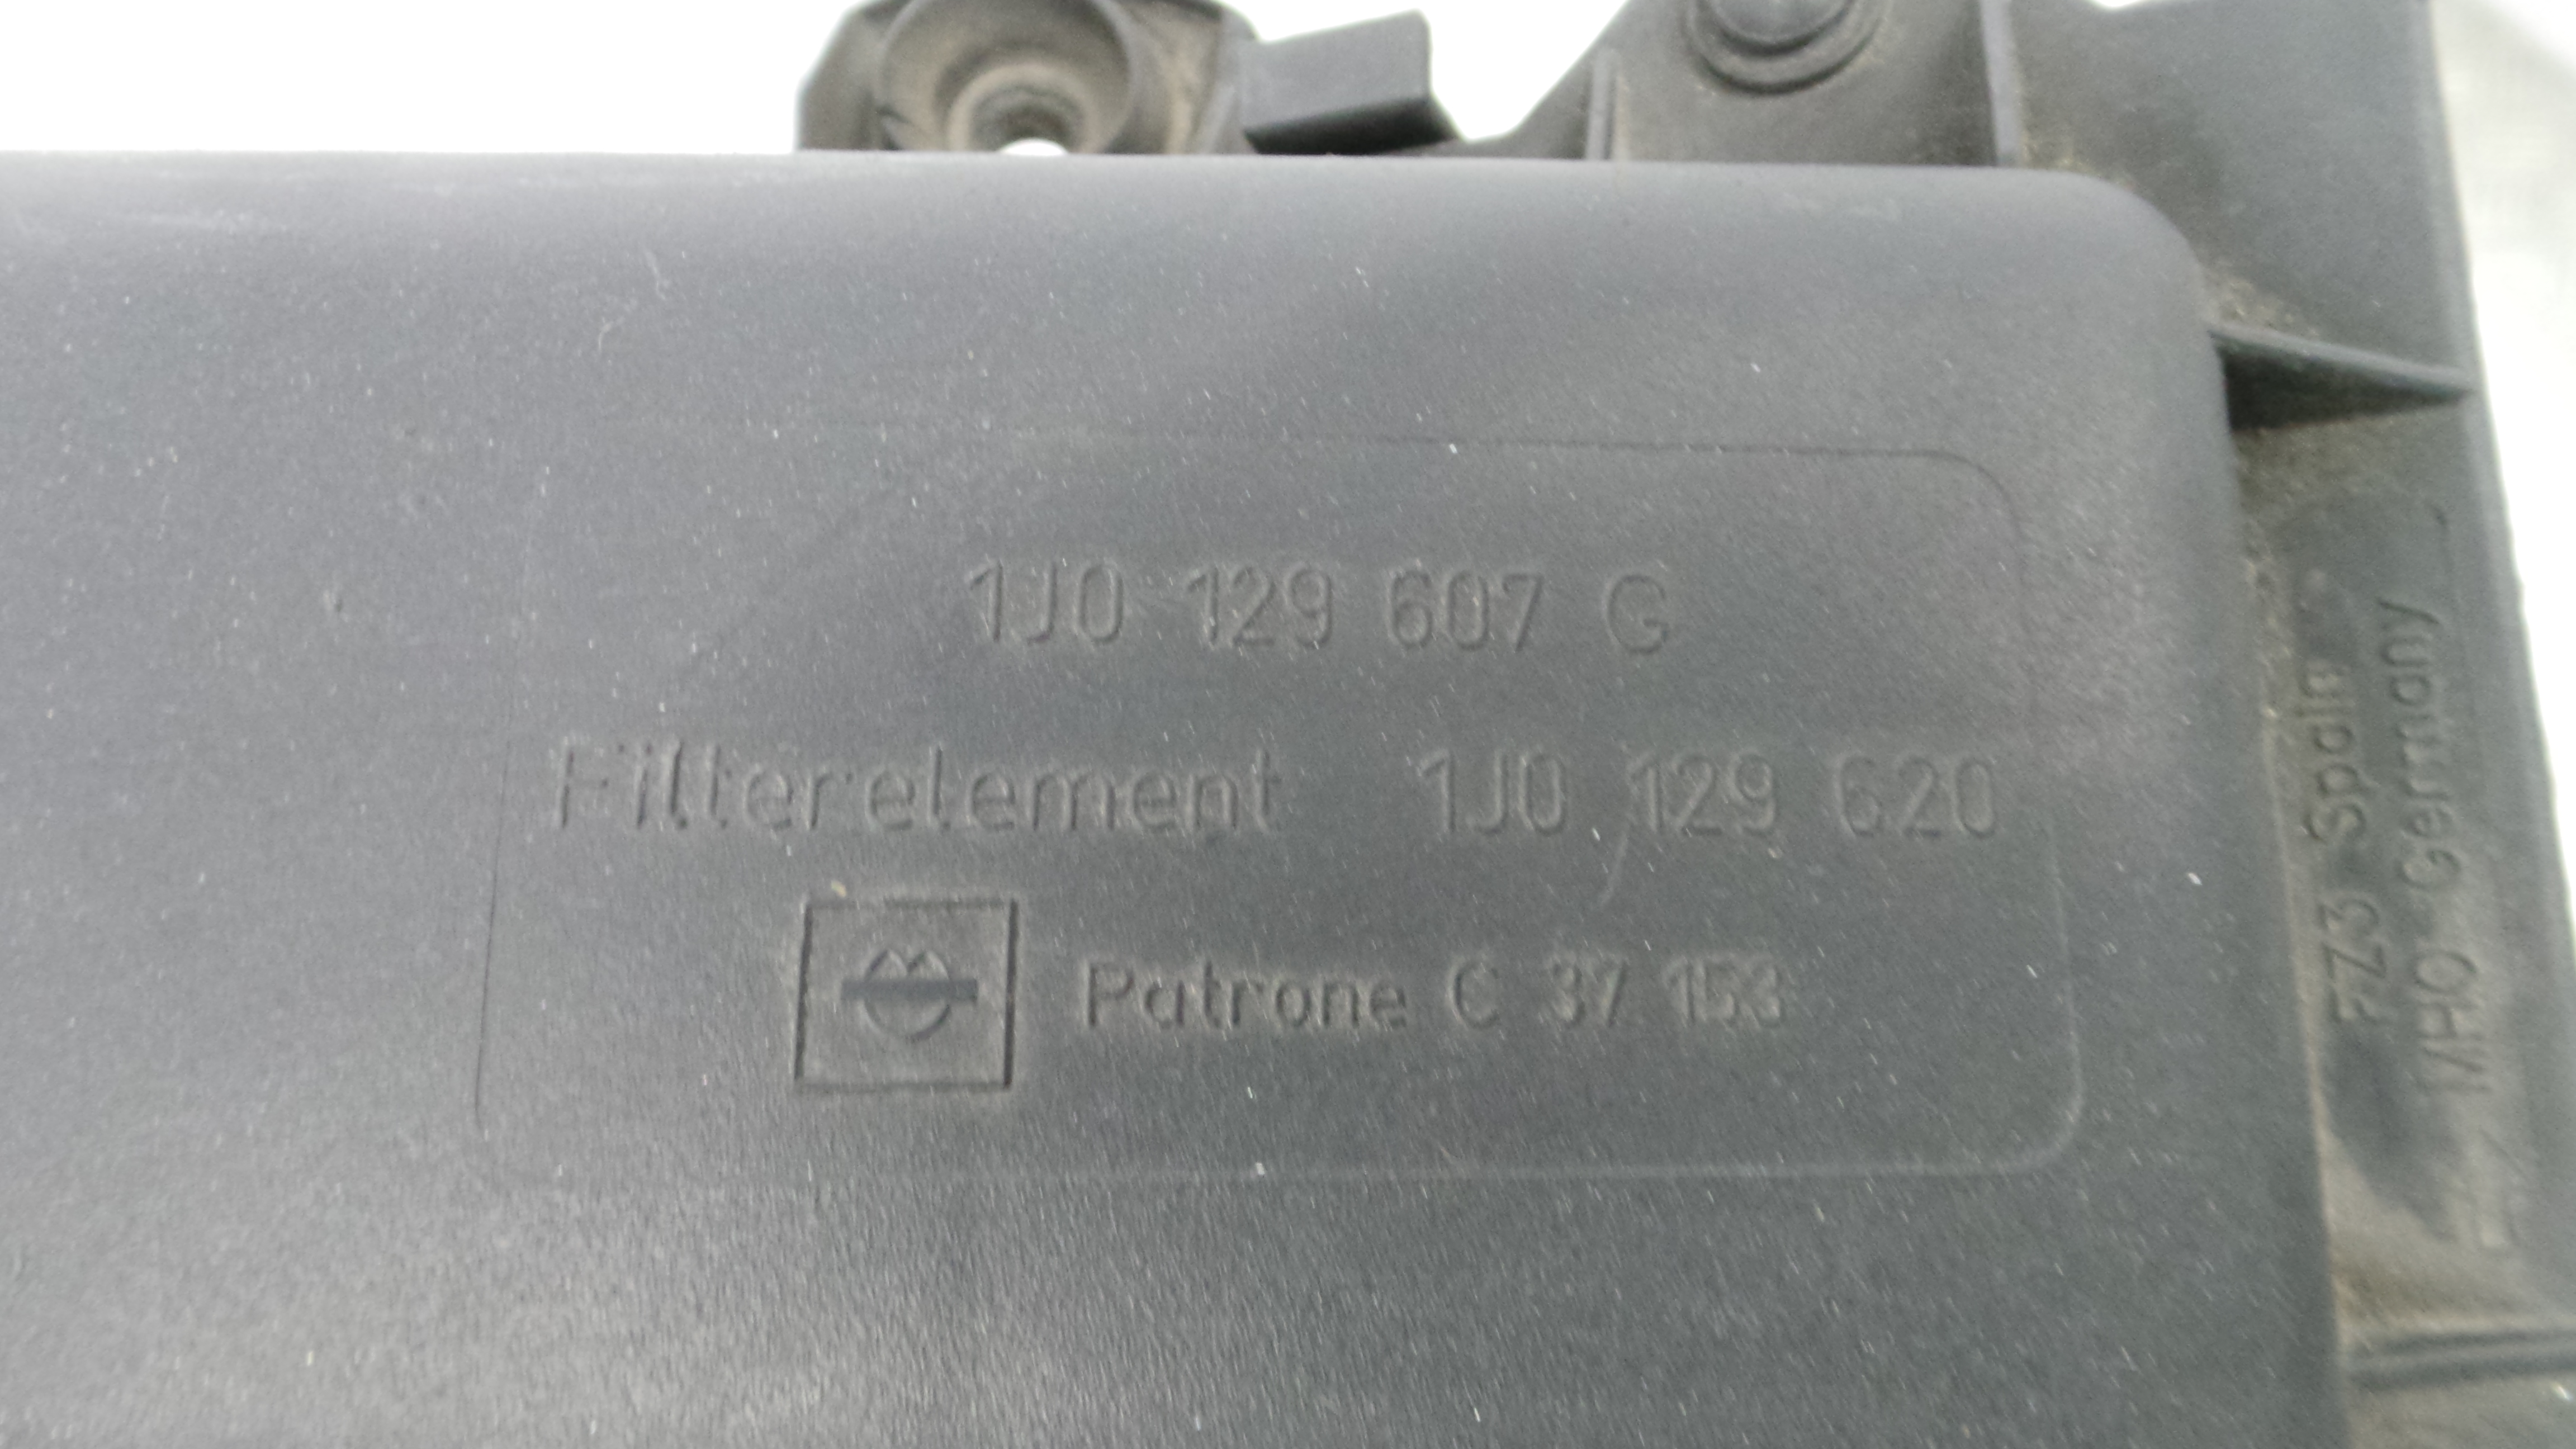 1J0 129 607 G
Filterelement 1J0 129 620
Patrone C 37 153
FZ3 Spain
MHO Germany